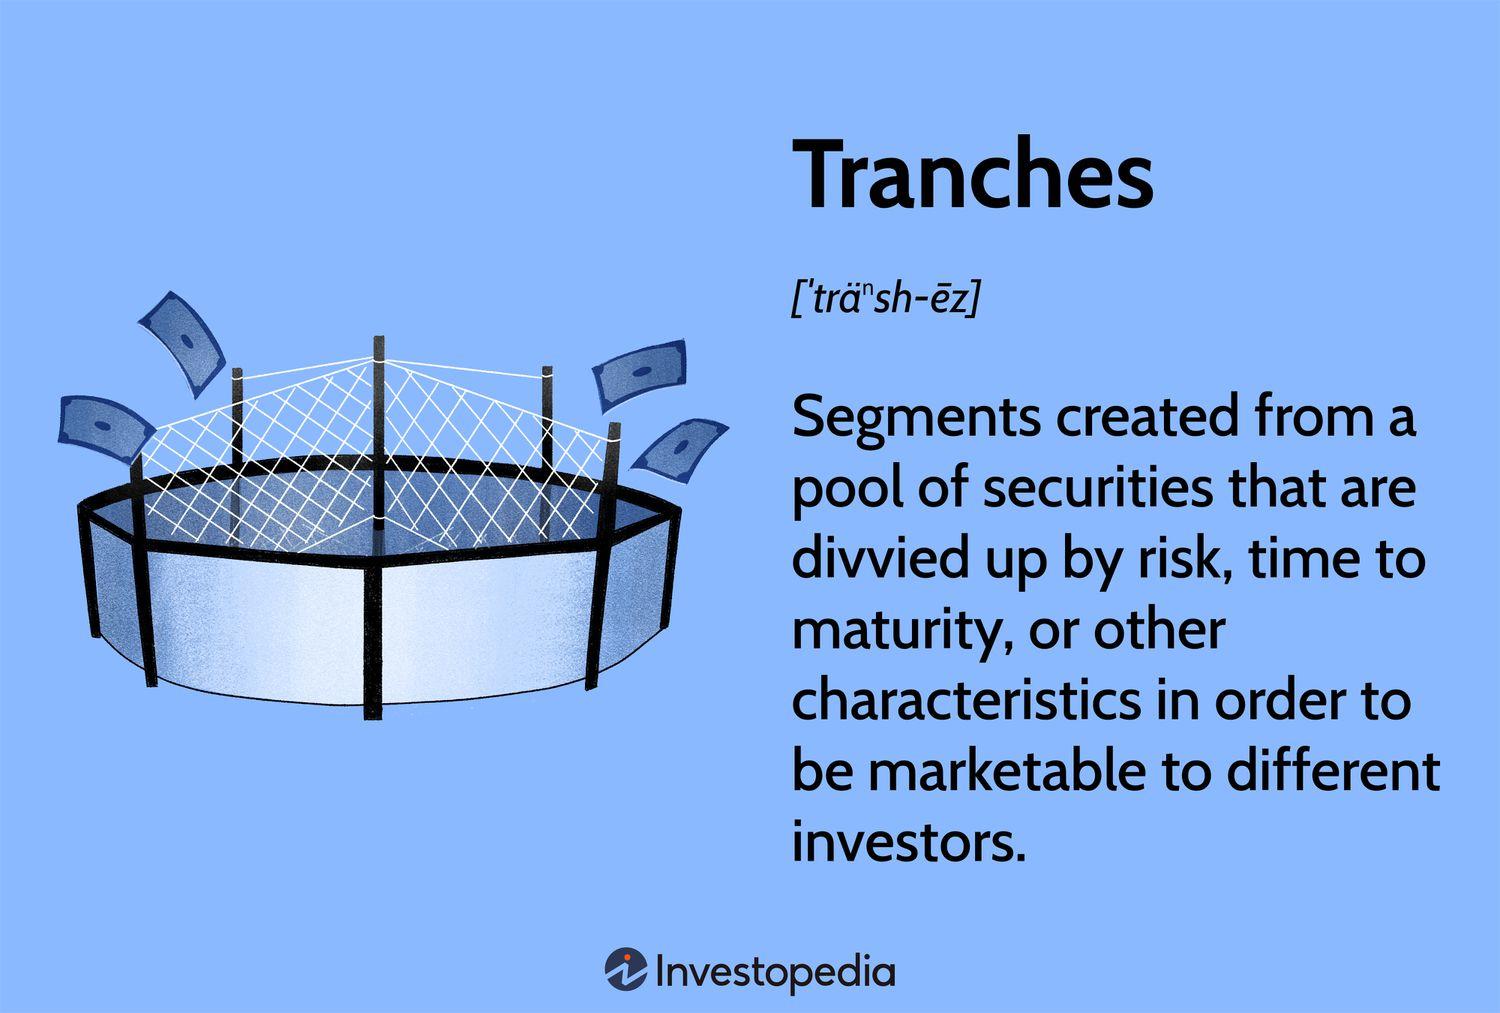 Tranches
[ˈträⁿsh-ēz]
Segments created from a
pool of securities that are
divvied up by risk, time to
maturity, or other
characteristics in order to
be marketable to different
investors.
Investopedia